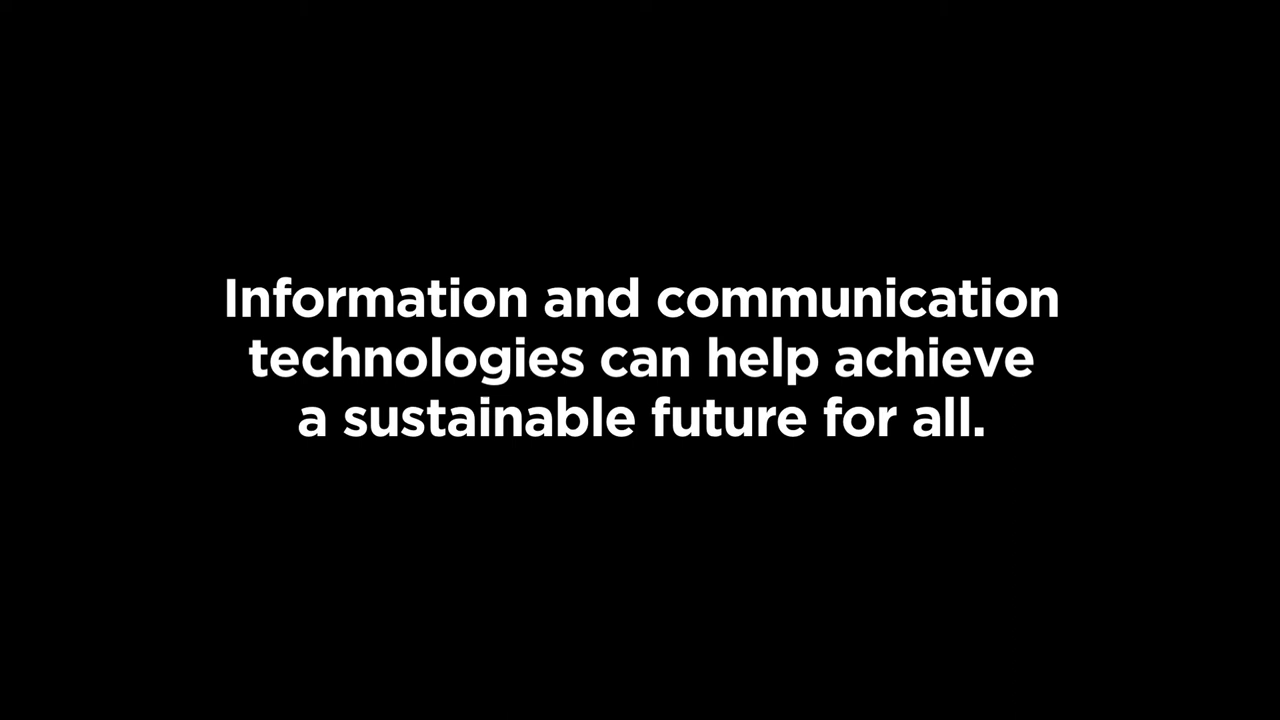 Information and communication
technologies can help achieve
a sustainable future for all.